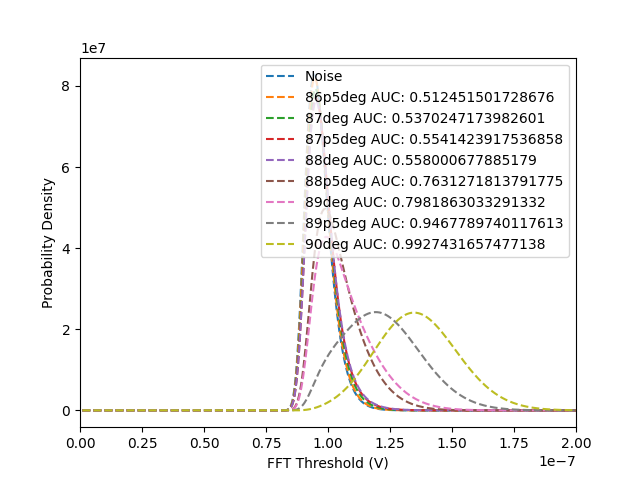 1e7
8
6
4
2
0
Probability Density
Noise
86p5deg AUC: 0.512451501728676
87deg AUC: 0.5370247173982601
87p5deg AUC: 0.5541423917536858
88deg AUC: 0.558000677885179
88p5deg AUC: 0.7631271813791775
89deg AUC: 0.7981863033291332
89p5deg AUC: 0.9467789740117613
90deg AUC: 0.9927431657477138
0.00 0.25 0.50 0.75 1.00 1.25 1.50 1.75 2.00
FFT Threshold (V)
1e−7